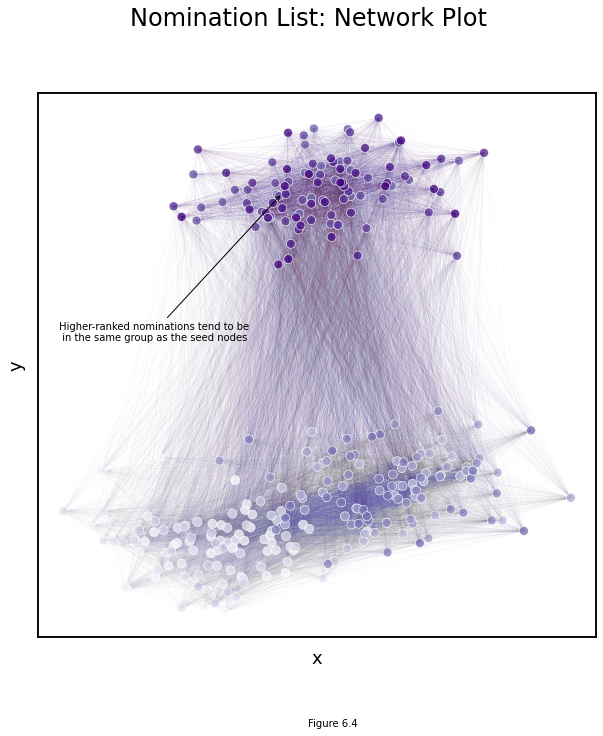 Nomination List: Network Plot
Higher-ranked nominations tend to be
in the same group as the seed nodes
y
x
Figure 6.4